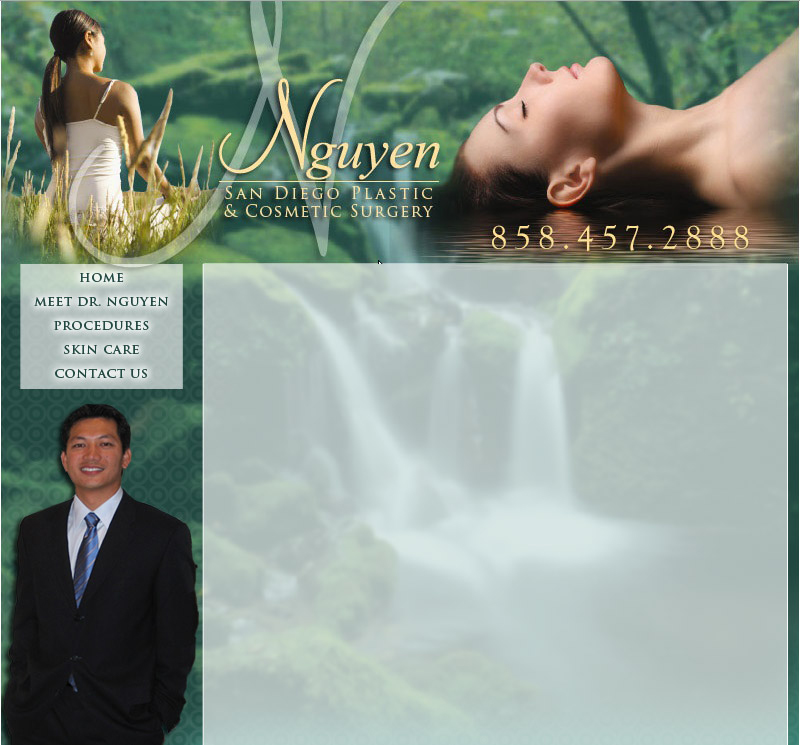 Nguyen
San Diego Plastic
& Cosmetic Surgery
858.457.2888
HOME
MEET DR. NGUYEN
PROCEDURES
SKIN CARE
CONTACT US